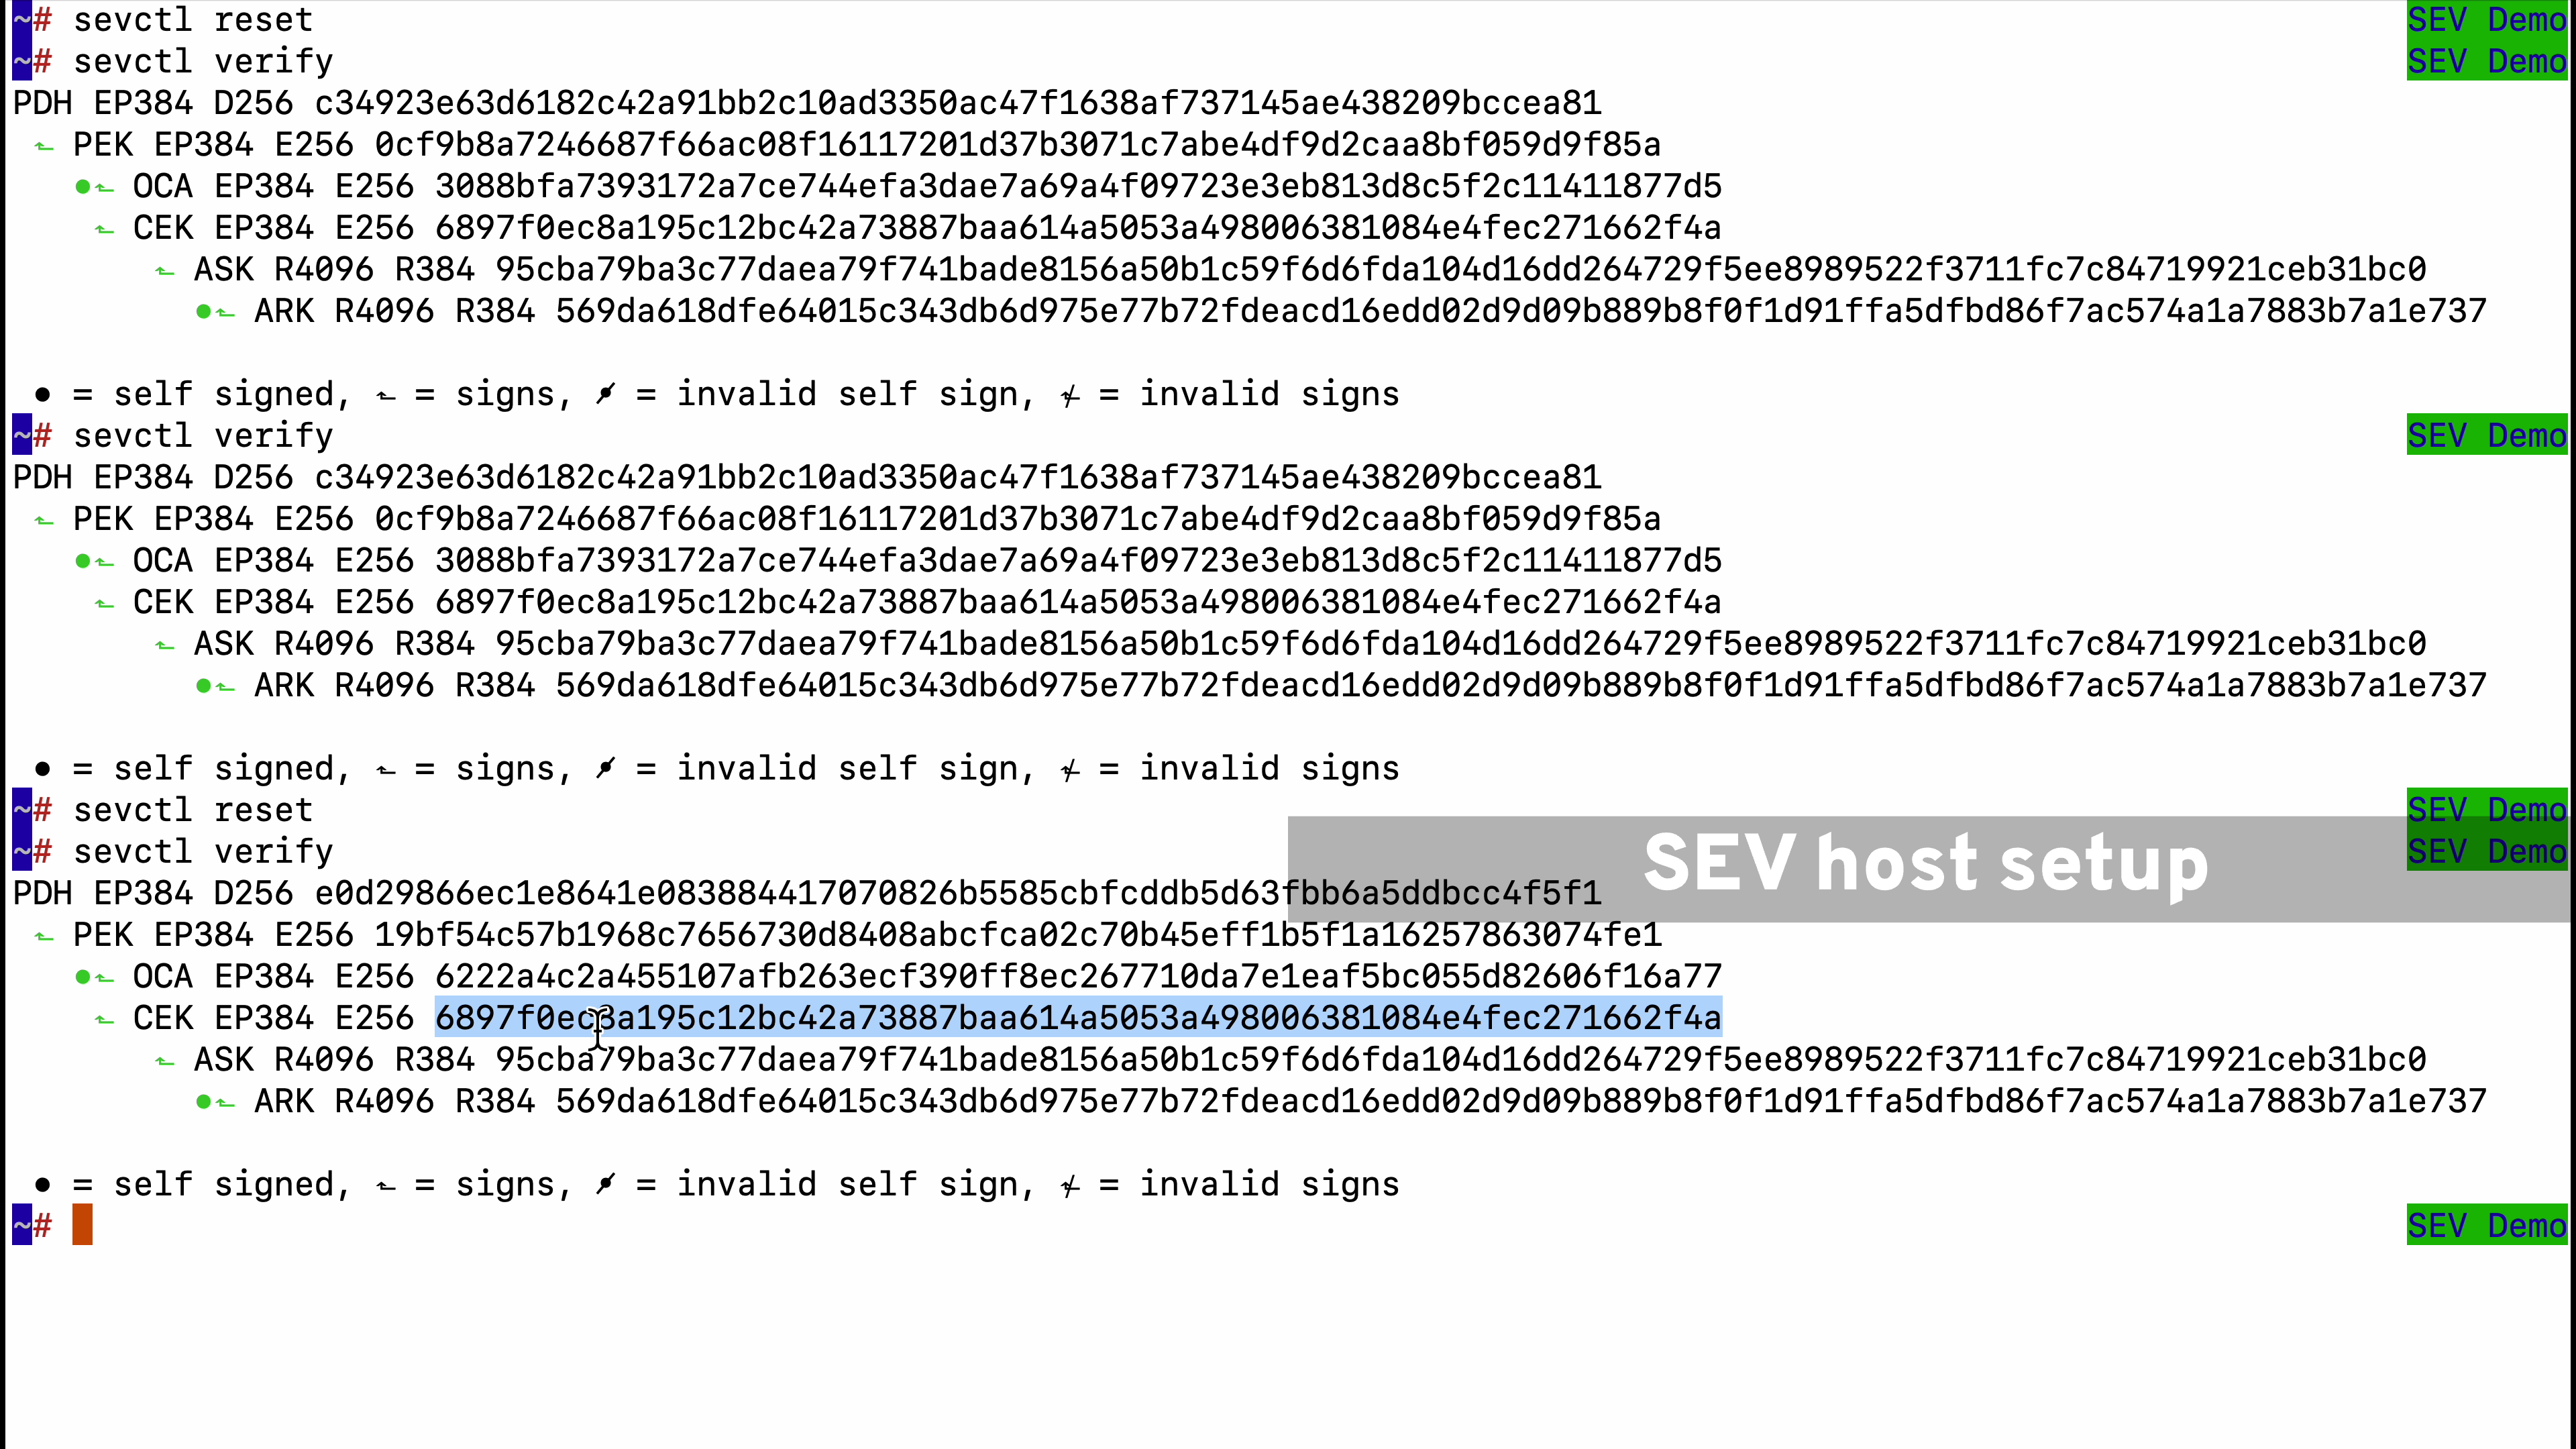 ~# sevctl reset SEV Demo
~# sevctl verify SEV Demo
PDH EP384 D256 c34923e63d6182c42a91bb2c10ad3350ac47f1638af737145ae438209bccea81
⬑ PEK EP384 E256 0cf9b8a7246687f66ac08f16117201d37b3071c7abe4df9d2caa8bf059d9f85a
●⬑ OCA EP384 E256 3088bfa7393172a7ce744efa3dae7a69a4f09723e3eb813d8c5f2c11411877d5
⬑ CEK EP384 E256 6897f0ec8a195c12bc42a73887baa614a5053a498006381084e4fec271662f4a
⬑ ASK R4096 R384 95cba79ba3c77daea79f741bade8156a50b1c59f6d6fda104d16dd264729f5ee8989522f3711fc7c84719921ceb31bc0
●⬑ ARK R4096 R384 569da618dfe64015c343db6d975e77b72fdeacd16edd02d9d09b889b8f0f1d91ffa5dfbd86f7ac574a1a7883b7a1e737
• = self signed, ⬑ = signs, •̷ = invalid self sign, ⬑̸ = invalid signs
~# sevctl verify SEV Demo
PDH EP384 D256 c34923e63d6182c42a91bb2c10ad3350ac47f1638af737145ae438209bccea81
⬑ PEK EP384 E256 0cf9b8a7246687f66ac08f16117201d37b3071c7abe4df9d2caa8bf059d9f85a
●⬑ OCA EP384 E256 3088bfa7393172a7ce744efa3dae7a69a4f09723e3eb813d8c5f2c11411877d5
⬑ CEK EP384 E256 6897f0ec8a195c12bc42a73887baa614a5053a498006381084e4fec271662f4a
⬑ ASK R4096 R384 95cba79ba3c77daea79f741bade8156a50b1c59f6d6fda104d16dd264729f5ee8989522f3711fc7c84719921ceb31bc0
●⬑ ARK R4096 R384 569da618dfe64015c343db6d975e77b72fdeacd16edd02d9d09b889b8f0f1d91ffa5dfbd86f7ac574a1a7883b7a1e737
• = self signed, ⬑ = signs, •̷ = invalid self sign, ⬑̸ = invalid signs
~# sevctl reset SEV Demo
~# sevctl verify SEV Demo
SEV host setup
PDH EP384 D256 e0d29866ec1e8641e083884417070826b5585cbfcddb5d63fbb6a5ddbcc4f5f1
⬑ PEK EP384 E256 19bf54c57b1968c7656730d8408abcfca02c70b45eff1b5f1a16257863074fe1
●⬑ OCA EP384 E256 6222a4c2a455107afb263ecf390ff8ec267710da7e1eaf5bc055d82606f16a77
⬑ CEK EP384 E256 6897f0ec8a195c12bc42a73887baa614a5053a498006381084e4fec271662f4a
⬑ ASK R4096 R384 95cba79ba3c77daea79f741bade8156a50b1c59f6d6fda104d16dd264729f5ee8989522f3711fc7c84719921ceb31bc0
●⬑ ARK R4096 R384 569da618dfe64015c343db6d975e77b72fdeacd16edd02d9d09b889b8f0f1d91ffa5dfbd86f7ac574a1a7883b7a1e737
• = self signed, ⬑ = signs, •̷ = invalid self sign, ⬑̸ = invalid signs
~# SEV Demo